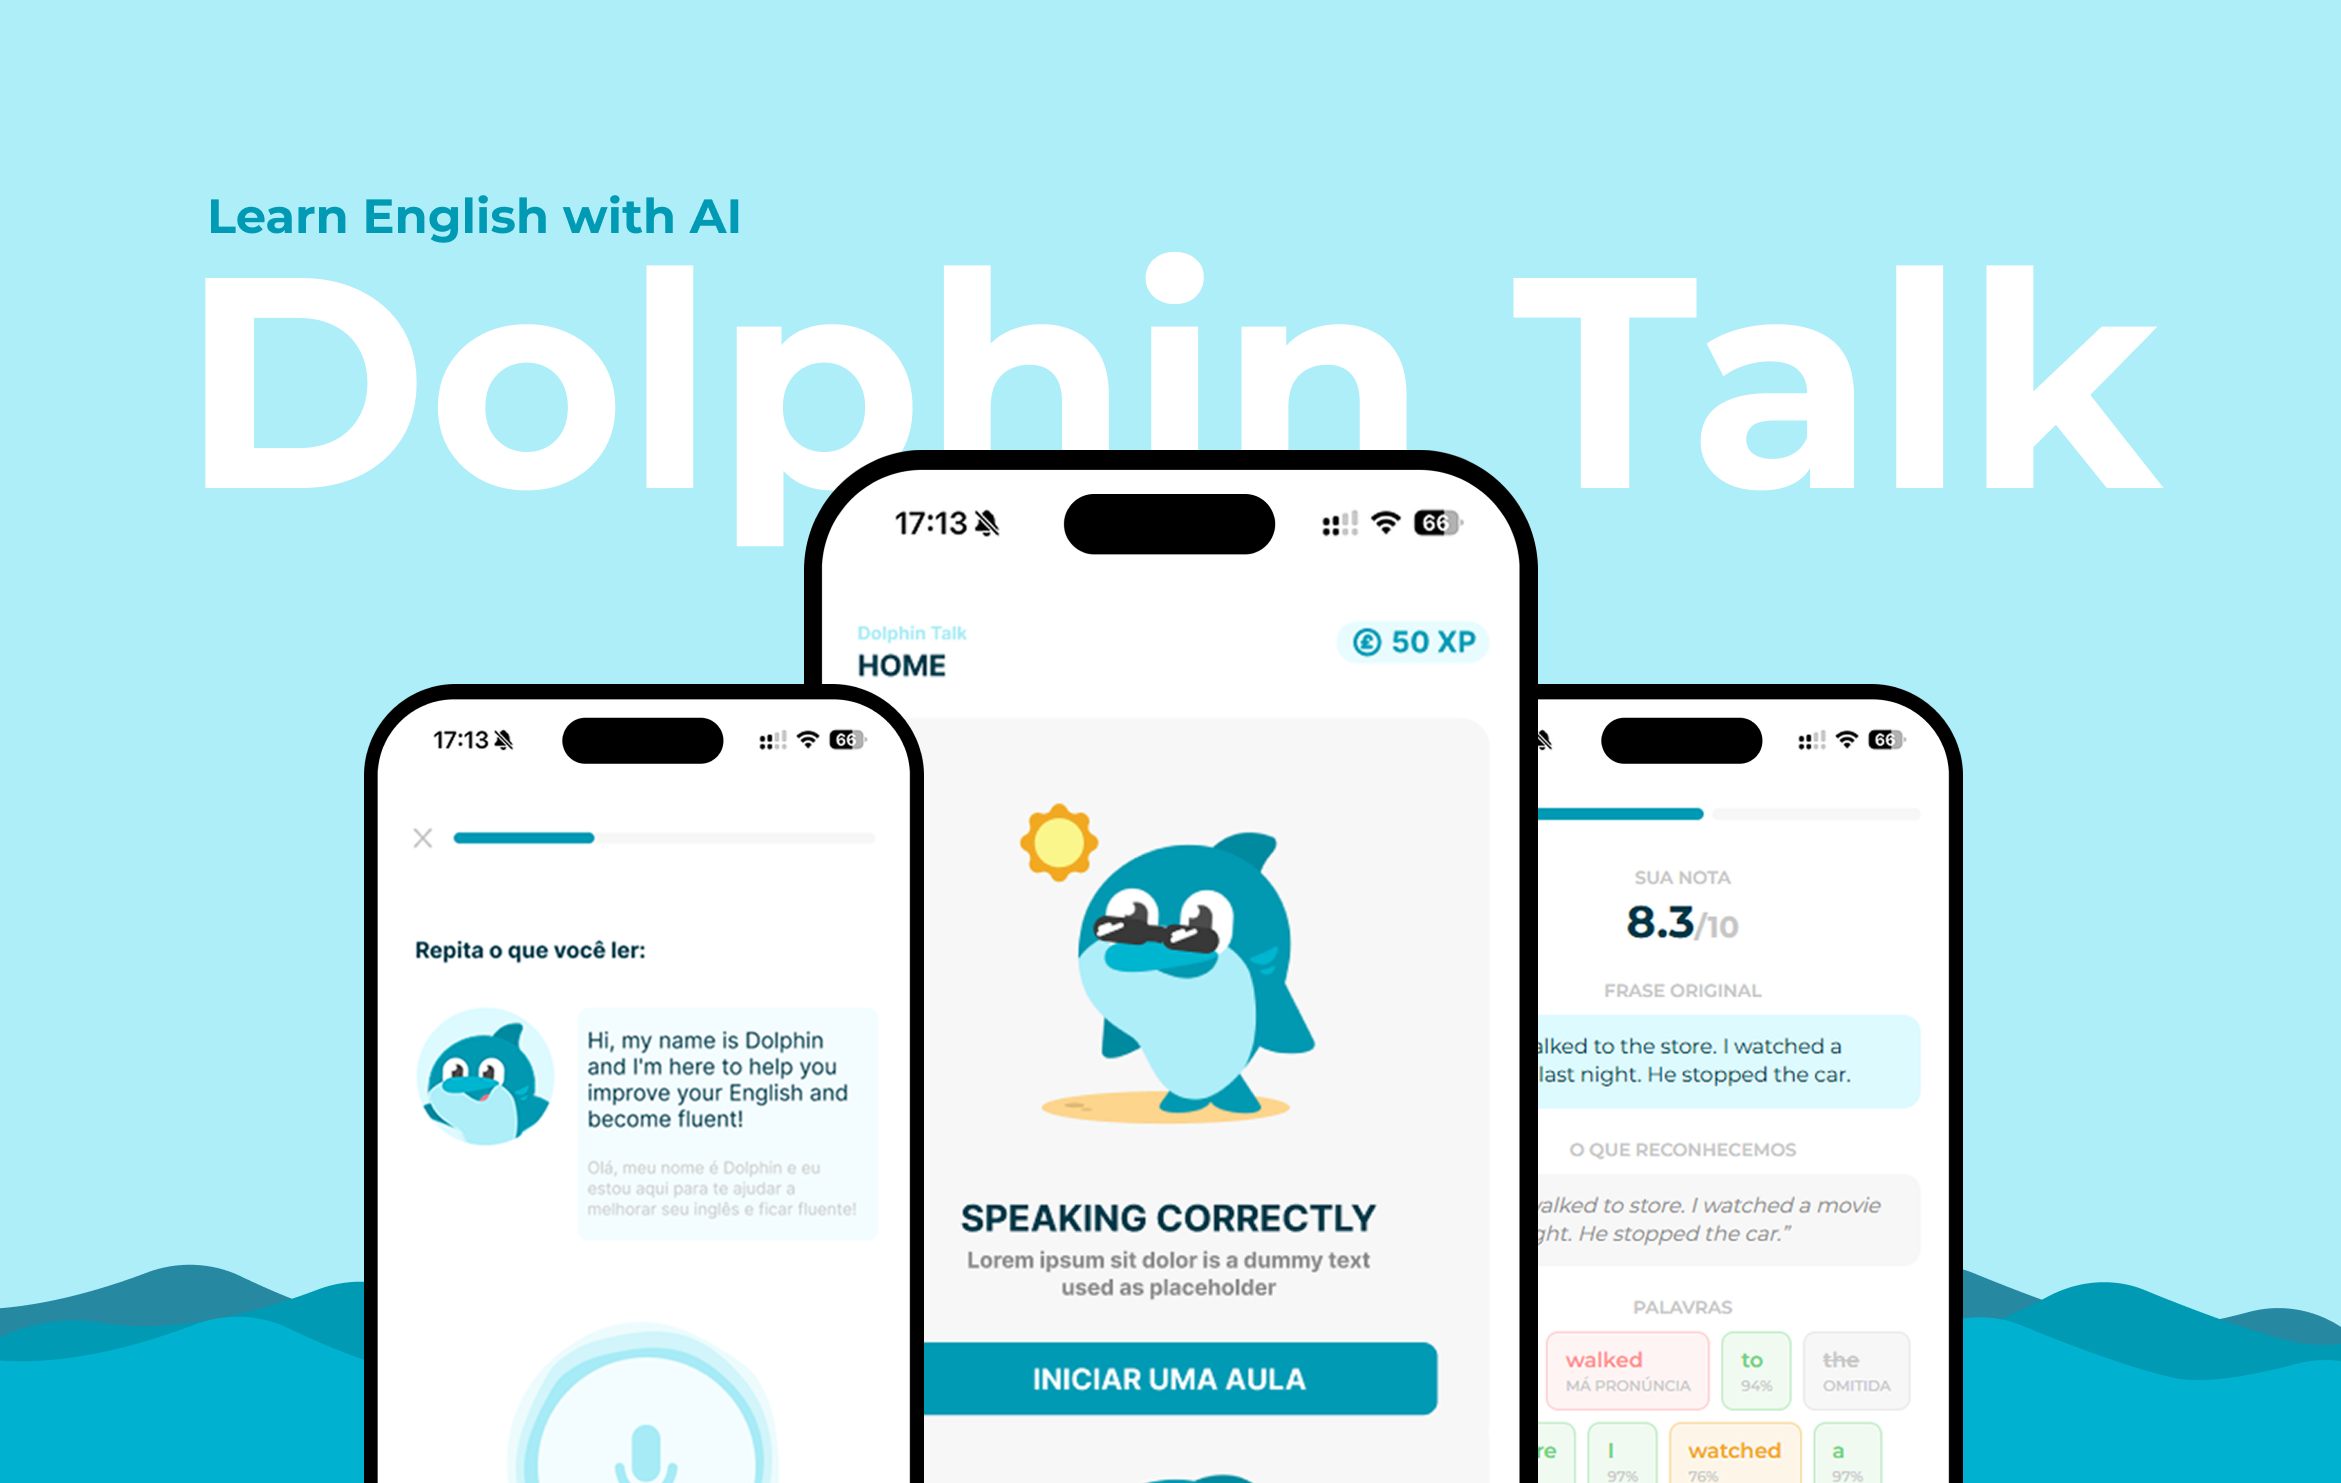 Learn English with AI
Dolphin Talk
17:13
66
Dolphin Talk
HOME
50 XP
SPEAKING CORRECTLY
Lorem ipsum sit dolor is a dummy text
used as placeholder
INICIAR UMA AULA
17:13
66
Repita o que você ler:
Hi, my name is Dolphin
and I'm here to help you
improve your English and
become fluent!
Olá, meu nome é Dolphin e eu
estou aqui para te ajudar a
melhorar seu inglês e ficar fluente!
66
SUA NOTA
8.3/10
FRASE ORIGINAL
alked to the store. I watched a
last night. He stopped the car.
O QUE RECONHECEMOS
alked to store. I watched a movie
ght. He stopped the car.”
PALAVRAS
walked to the
MÁ PRONÚNCIA 94% OMITIDA
re I watched a
97% 76% 97%